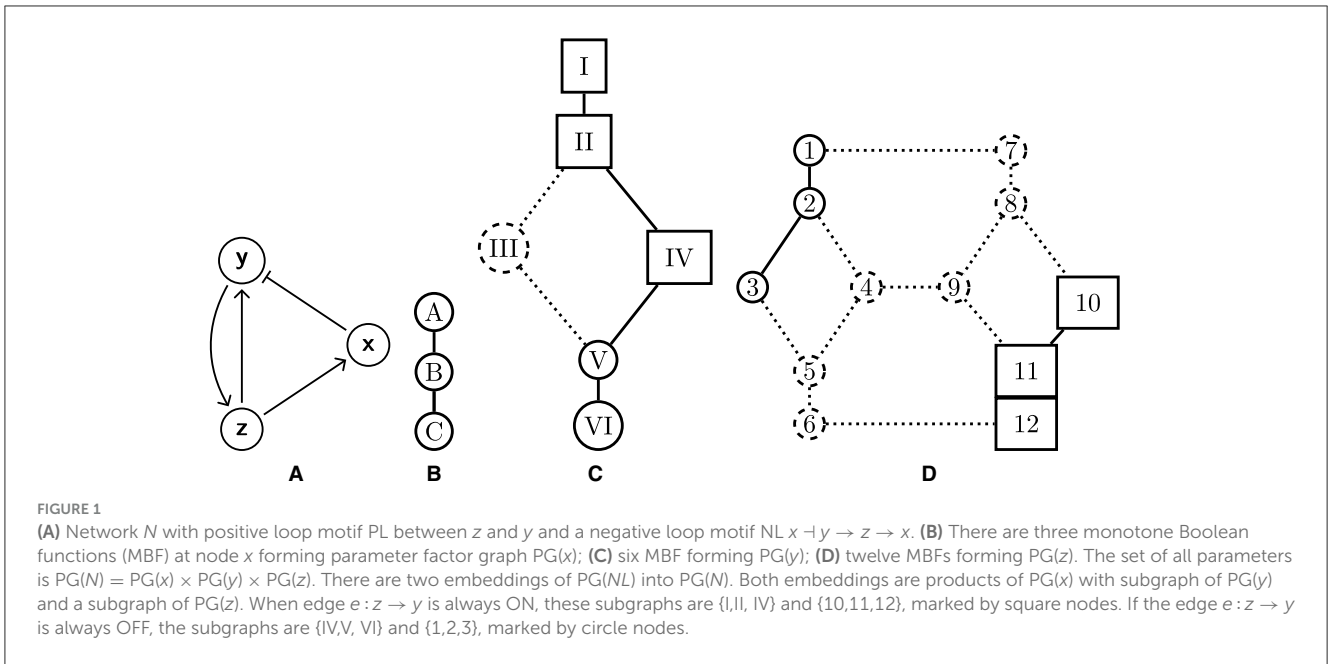 I
II
III
IV
V
VI
y
x
z
A
B
C
1
2
3
4
5
6
7
8
9
10
11
12
A
B
C
D
FIGURE 1
(A) Network N with positive loop motif PL between z and y and a negative loop motif NL x ⊣ y → z → x. (B) There are three monotone Boolean
functions (MBF) at node x forming parameter factor graph PG(x); (C) six MBF forming PG(y); (D) twelve MBFs forming PG(z). The set of all parameters
is PG(N) = PG(x) × PG(y) × PG(z). There are two embeddings of PG(NL) into PG(N). Both embeddings are products of PG(x) with subgraph of PG(y)
and a subgraph of PG(z). When edge e : z → y is always ON, these subgraphs are {I,II, IV} and {10,11,12}, marked by square nodes. If the edge e : z → y
is always OFF, the subgraphs are {IV,V, VI} and {1,2,3}, marked by circle nodes.